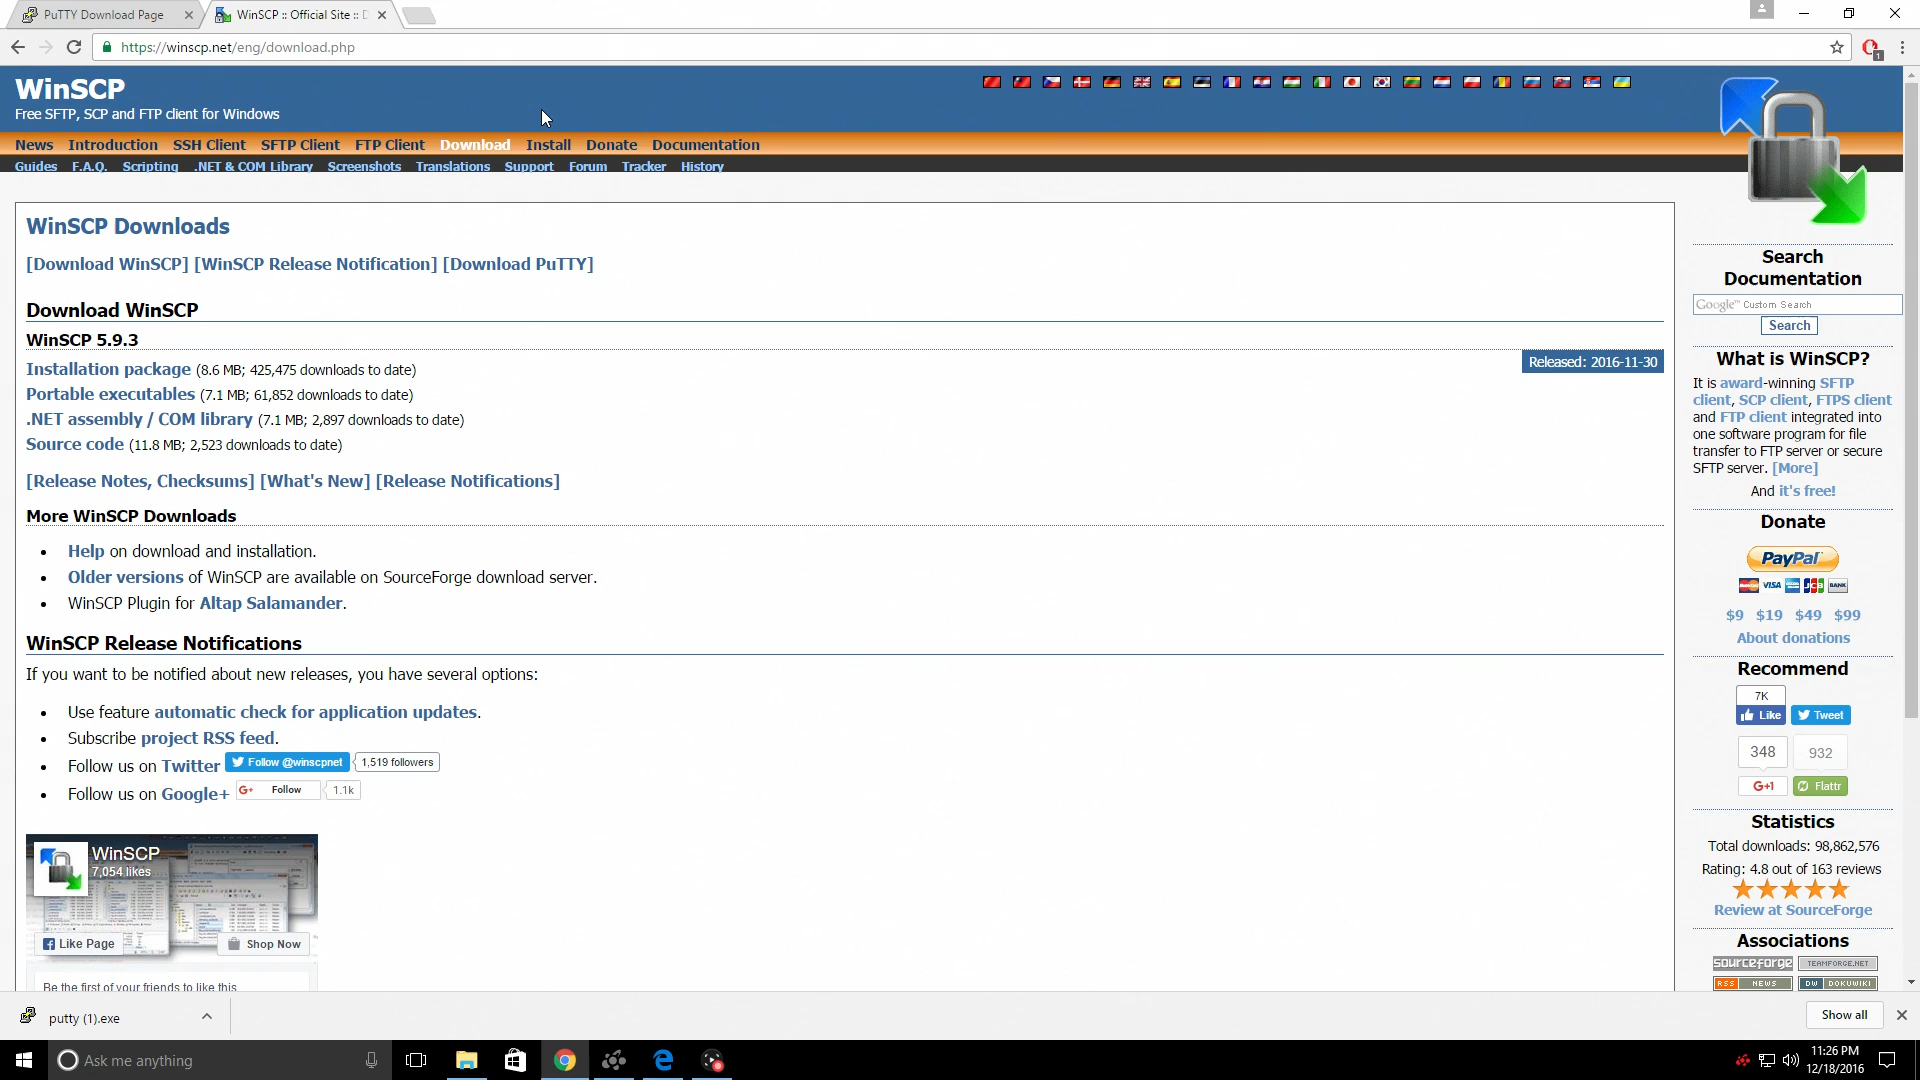 PuTTY Download Page
WinSCP :: Official Site :: D
https://winscp.net/eng/download.php
1
WinSCP
Free SFTP, SCP and FTP client for Windows
News Introduction SSH Client SFTP Client FTP Client Download Install Donate Documentation
Guides F.A.Q. Scripting .NET & COM Library Screenshots Translations Support Forum Tracker History
WinSCP Downloads
[Download WinSCP] [WinSCP Release Notification] [Download PuTTY]
Download WinSCP
WinSCP 5.9.3
Released: 2016-11-30
Installation package (8.6 MB; 425,475 downloads to date)
Portable executables (7.1 MB; 61,852 downloads to date)
.NET assembly / COM library (7.1 MB; 2,897 downloads to date)
Source code (11.8 MB; 2,523 downloads to date)
[Release Notes, Checksums] [What's New] [Release Notifications]
More WinSCP Downloads
Help on download and installation.
Older versions of WinSCP are available on SourceForge download server.
WinSCP Plugin for Altap Salamander.
WinSCP Release Notifications
If you want to be notified about new releases, you have several options:
Use feature automatic check for application updates.
Subscribe project RSS feed.
Follow us on Twitter Follow @winscpnet 1,519 followers
Follow us on Google+ G+ Follow 1.1k
WinSCP
7,054 likes
Like Page Shop Now
Be the first of your friends to like this
Search
Documentation
Google™ Custom Search
Search
What is WinSCP?
It is award-winning SFTP
client, SCP client, FTPS client
and FTP client integrated into
one software program for file
transfer to FTP server or secure
SFTP server. [More]
And it's free!
Donate
PayPal
VISA JCB BANK
$9 $19 $49 $99
About donations
Recommend
7K
Like Tweet
348 932
G+1 Flattr
Statistics
Total downloads: 98,862,576
Rating: 4.8 out of 163 reviews
Review at SourceForge
Associations
sourceforge TEAMFORGE.NET
RSS NEWS DW DOKUWIKI
putty (1).exe
Show all
Ask me anything
11:26 PM
12/18/2016